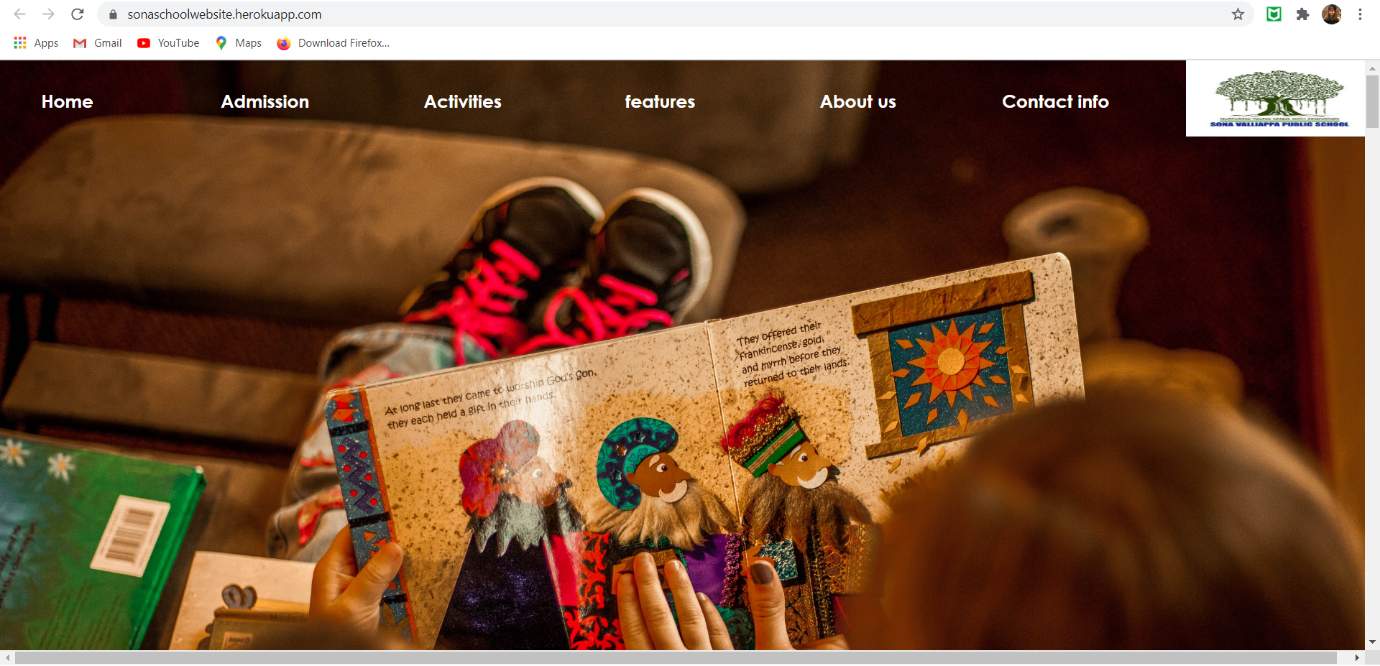 sonaschoolwebsite.herokuapp.com
Apps Gmail YouTube Maps Download Firefox...
Home Admission Activities features About us Contact info
SONA VALLIAPPA PUBLIC SCHOOL
They offered their
frankincense, gold,
and myrrh before they
returned to their lands.
At long last they came to worship God's Son,
they each held a gift in their hands.